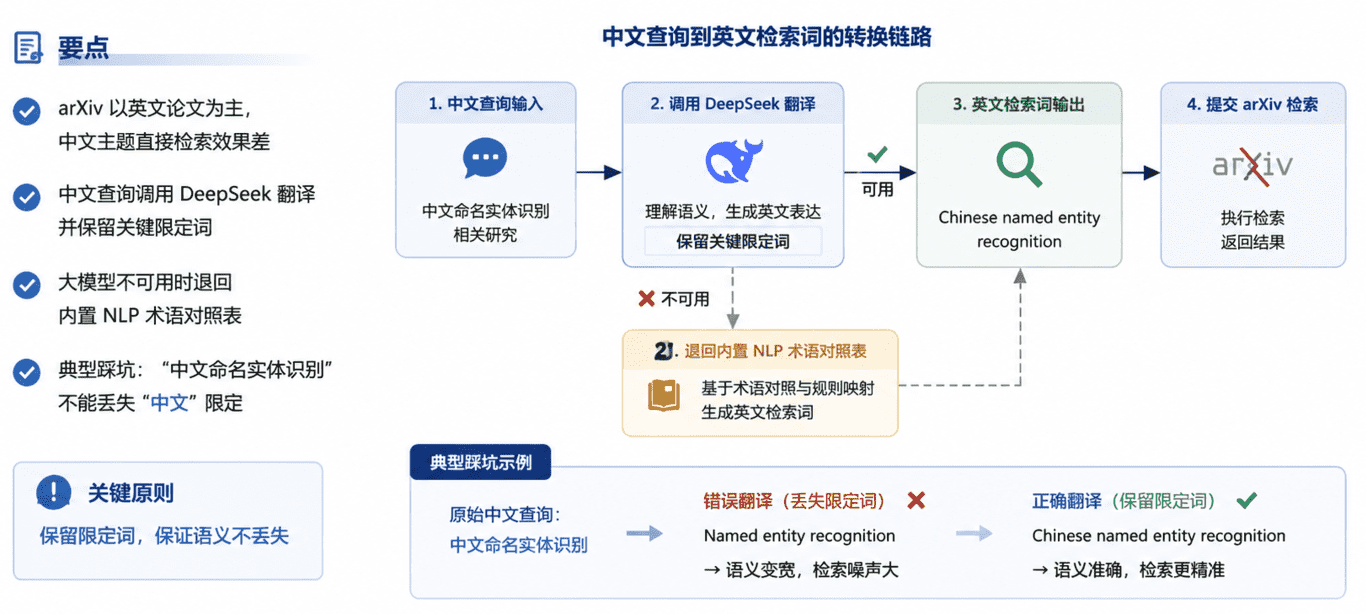 要点
arXiv 以英文论文为主，
中文主题直接检索效果差
中文查询调用 DeepSeek 翻译
并保留关键限定词
大模型不可用时退回
内置 NLP 术语对照表
典型踩坑：“中文命名实体识别”
不能丢失“中文”限定
关键原则
保留限定词，保证语义不丢失
中文查询到英文检索词的转换链路
1. 中文查询输入
中文命名实体识别
相关研究
2. 调用 DeepSeek 翻译
理解语义，生成英文表达
保留关键限定词
可用
3. 英文检索词输出
Chinese named entity
recognition
4. 提交 arXiv 检索
arXiv
执行检索
返回结果
不可用
退回内置 NLP 术语对照表
基于术语对照与规则映射
生成英文检索词
典型踩坑示例
原始中文查询：
中文命名实体识别
错误翻译（丢失限定词）
Named entity recognition
→ 语义变宽，检索噪声大
正确翻译（保留限定词）
Chinese named entity recognition
→ 语义准确，检索更精准